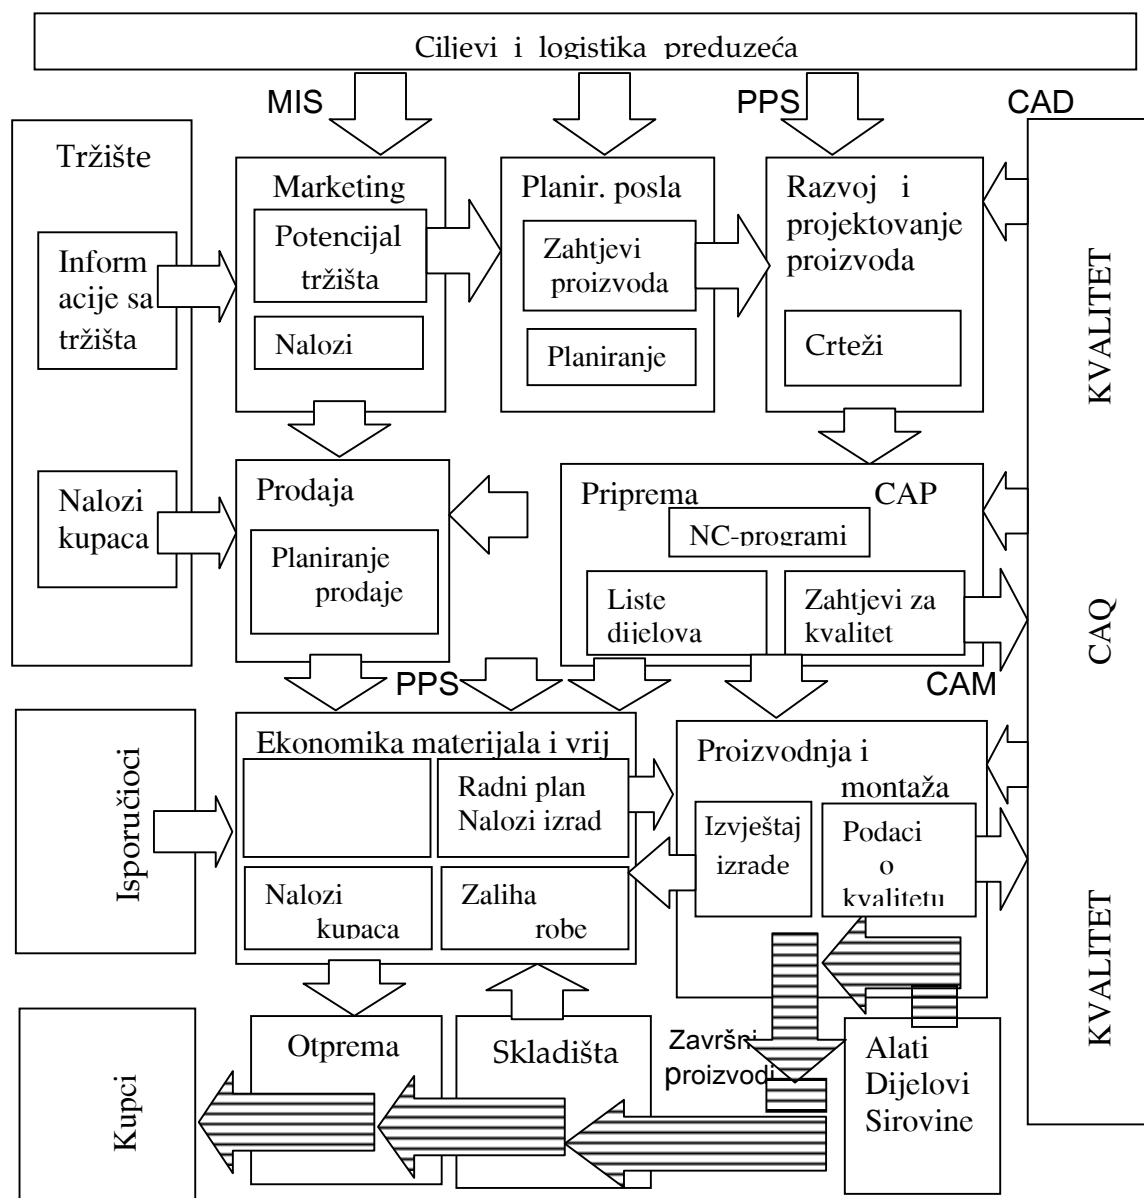 Ciljevi i logistika preduzeća
MIS
PPS
CAD
Tržište
Inform
acije sa
tržišta
Nalozi
kupaca
Marketing
Potencijal
tržišta
Nalozi
Planir. posla
Zahtjevi
proizvoda
Planiranje
Razvoj i
projektovanje
proizvoda
Crteži
KVALITET
Prodaja
Planiranje
prodaje
Priprema CAP
NC-programi
Liste
dijelova
Zahtjevi za
kvalitet
CAQ
PPS
CAM
Isporučioci
Ekonomika materijala i vrij
Radni plan
Nalozi izrad
Nalozi
kupaca
Zaliha
robe
Proizvodnja i
montaža
Izvještaj
izrade
Podaci
o
kvalitetu
KVALITET
Kupci
Otprema
Skladišta
Završni
proizvodi
Alati
Dijelovi
Sirovine